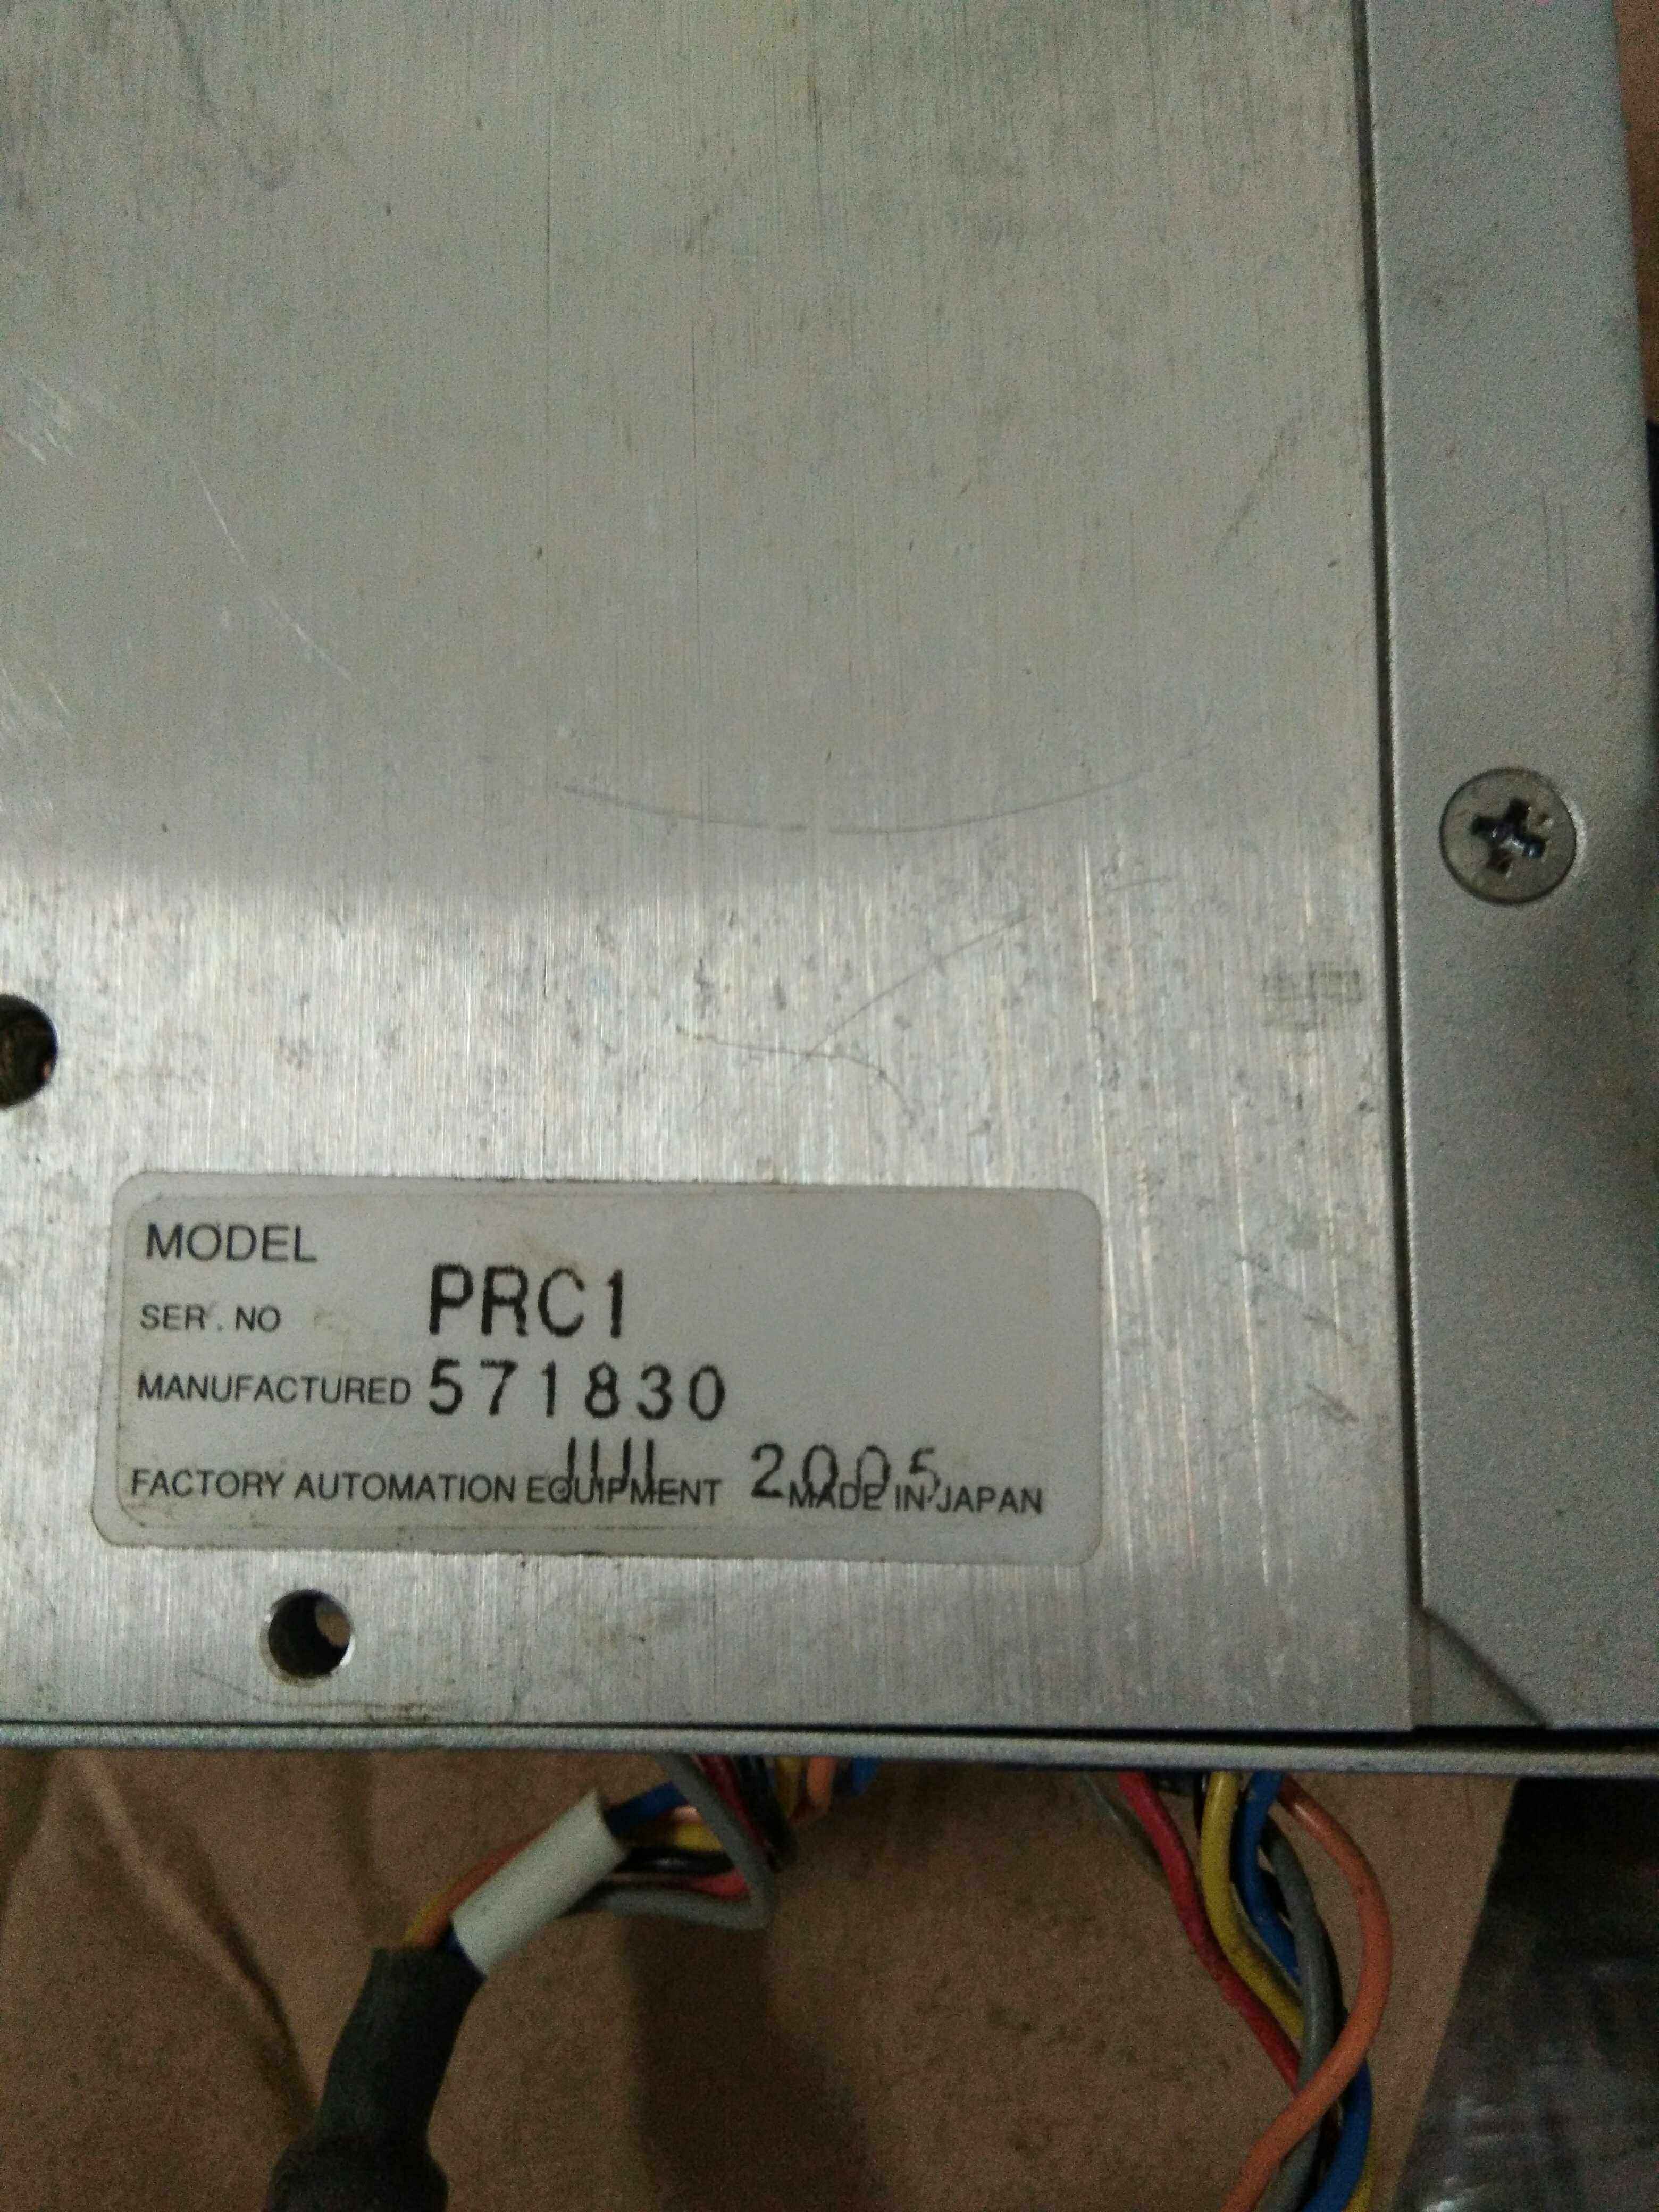 MODEL
PRC1
SER. NO
571830
MANUFACTURED
JUL 2005
FACTORY AUTOMATION EQUIPMENT MADE IN JAPAN